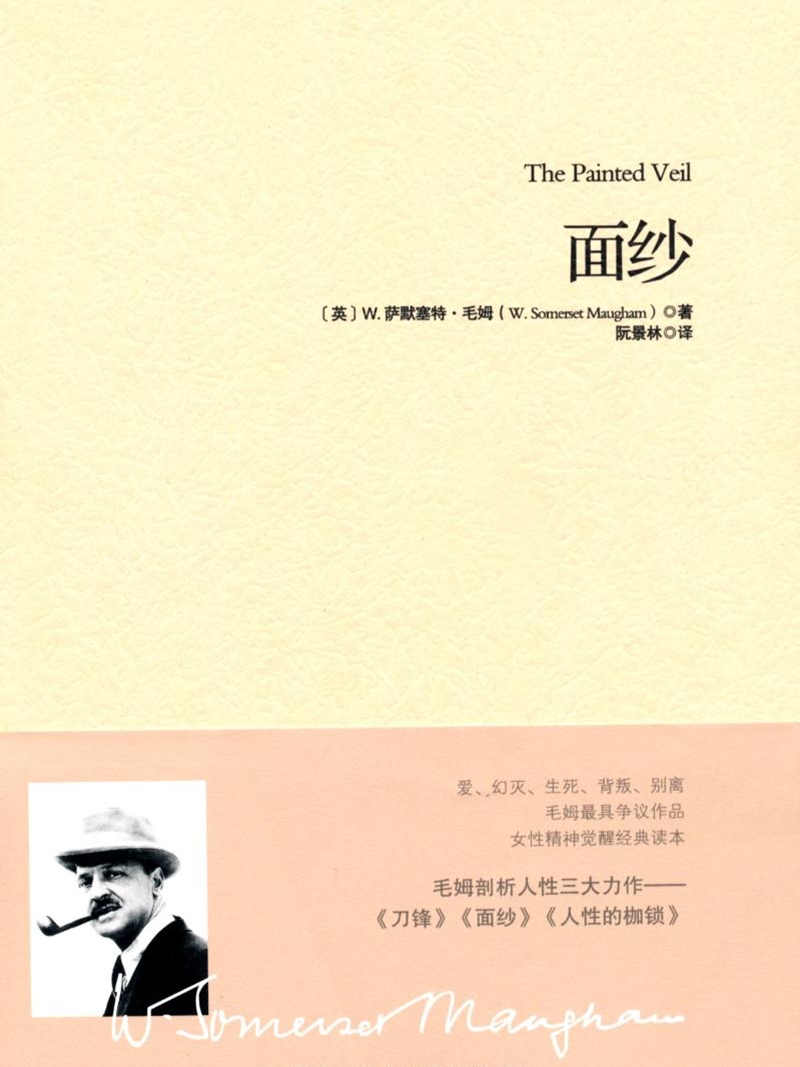 The Painted Veil
面纱
〔英〕W. 萨默塞特·毛姆（W. Somerset Maugham）◎著
阮景林◎译
爱、幻灭、生死、背叛、别离
毛姆最具争议作品
女性精神觉醒经典读本
毛姆剖析人性三大力作——
《刀锋》《面纱》《人性的枷锁》
W. Somerset Maugham